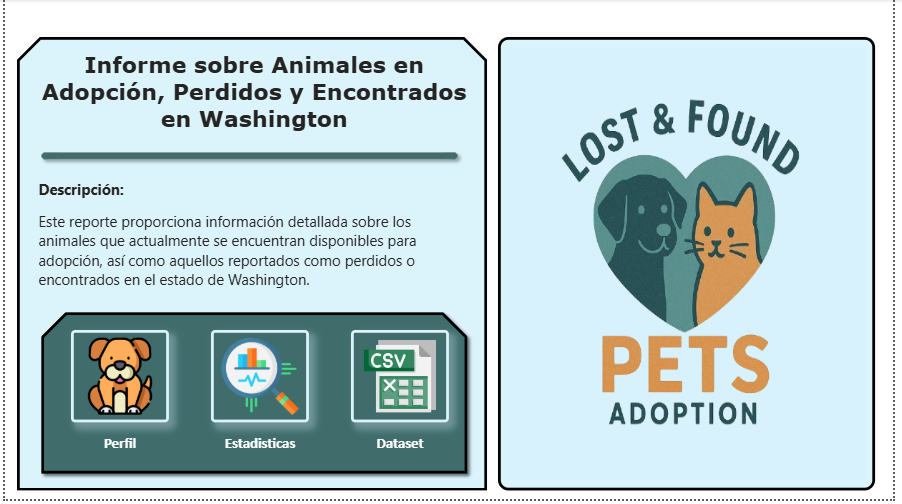 Informe sobre Animales en
Adopción, Perdidos y Encontrados
en Washington
Descripción:
Este reporte proporciona información detallada sobre los
animales que actualmente se encuentran disponibles para
adopción, así como aquellos reportados como perdidos o
encontrados en el estado de Washington.
CSV
Perfil
Estadisticas
Dataset
LOST & FOUND
PETS
ADOPTION